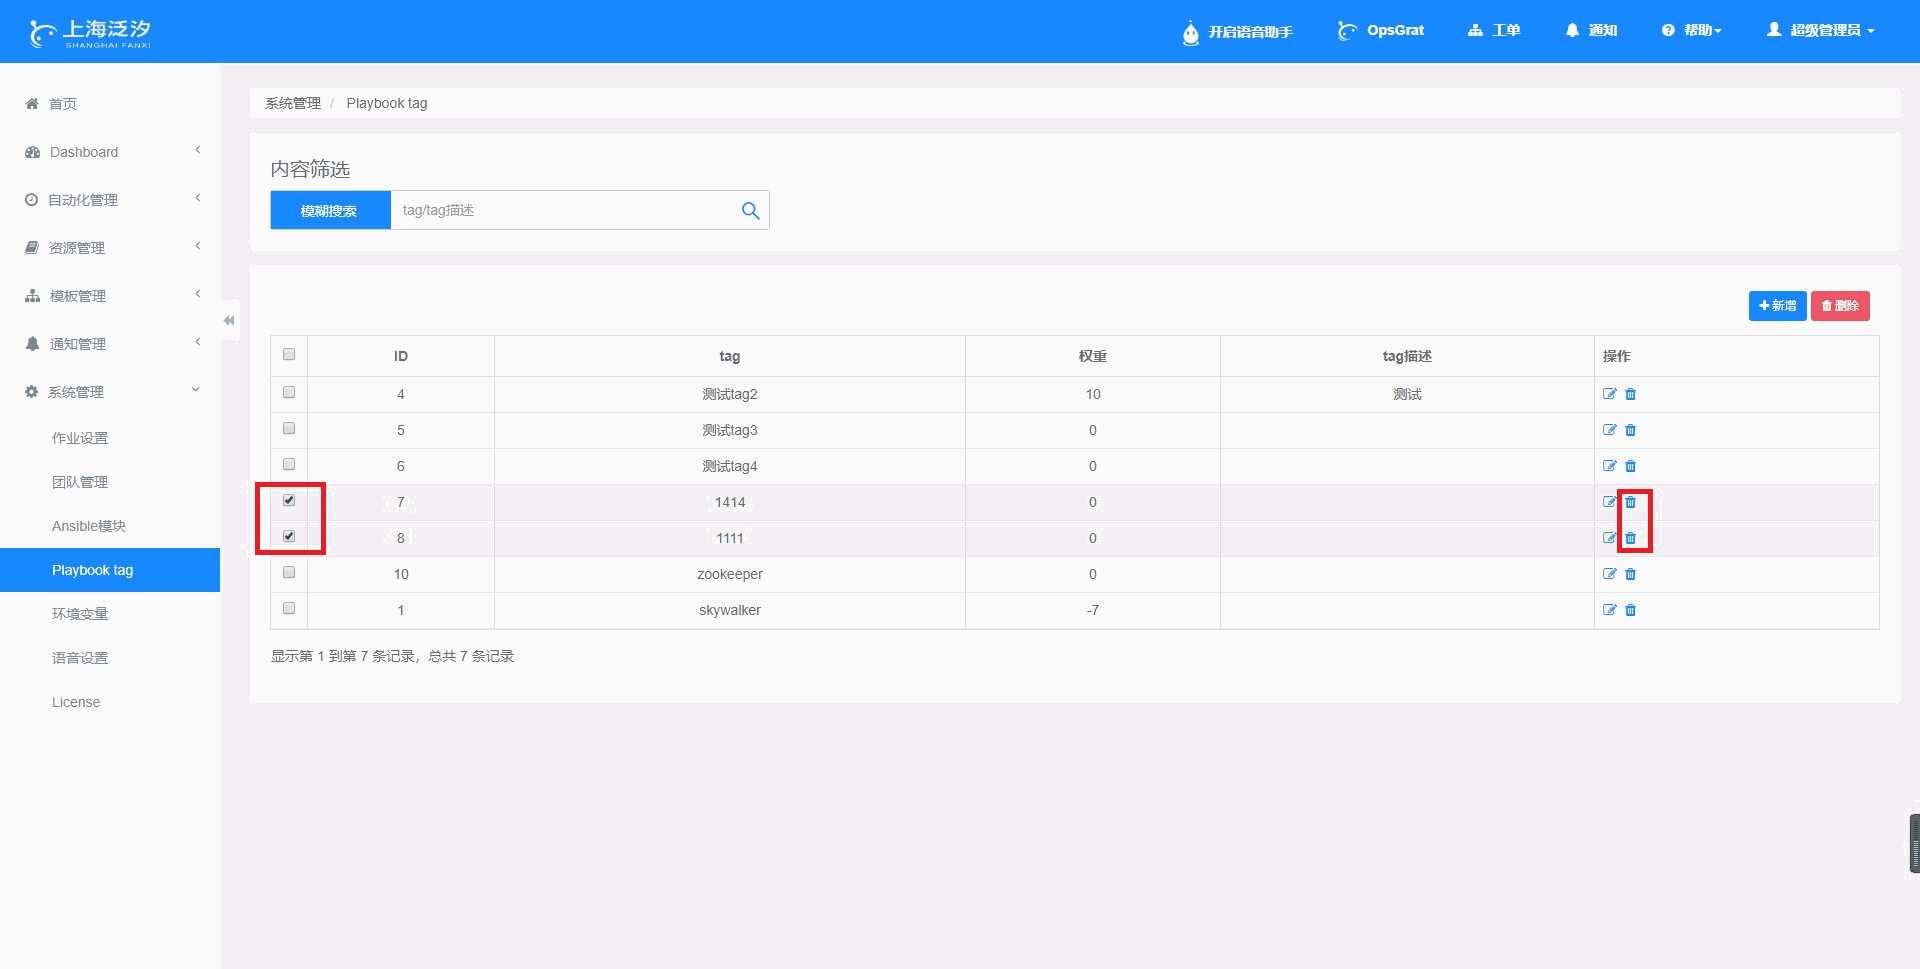 上海泛汐
SHANGHAI FANXI
开启语音助手
OpsGrat
工单
通知
帮助
超级管理员
首页
Dashboard
自动化管理
资源管理
模板管理
通知管理
系统管理
作业设置
团队管理
Ansible模块
Playbook tag
环境变量
语音设置
License
系统管理 / Playbook tag
内容筛选
模糊搜索 tag/tag描述
新增 删除
ID tag 权重 tag描述 操作
4 测试tag2 10 测试
5 测试tag3 0
6 测试tag4 0
7 1414 0
8 1111 0
10 zookeeper 0
1 skywalker -7
显示第 1 到第 7 条记录，总共 7 条记录